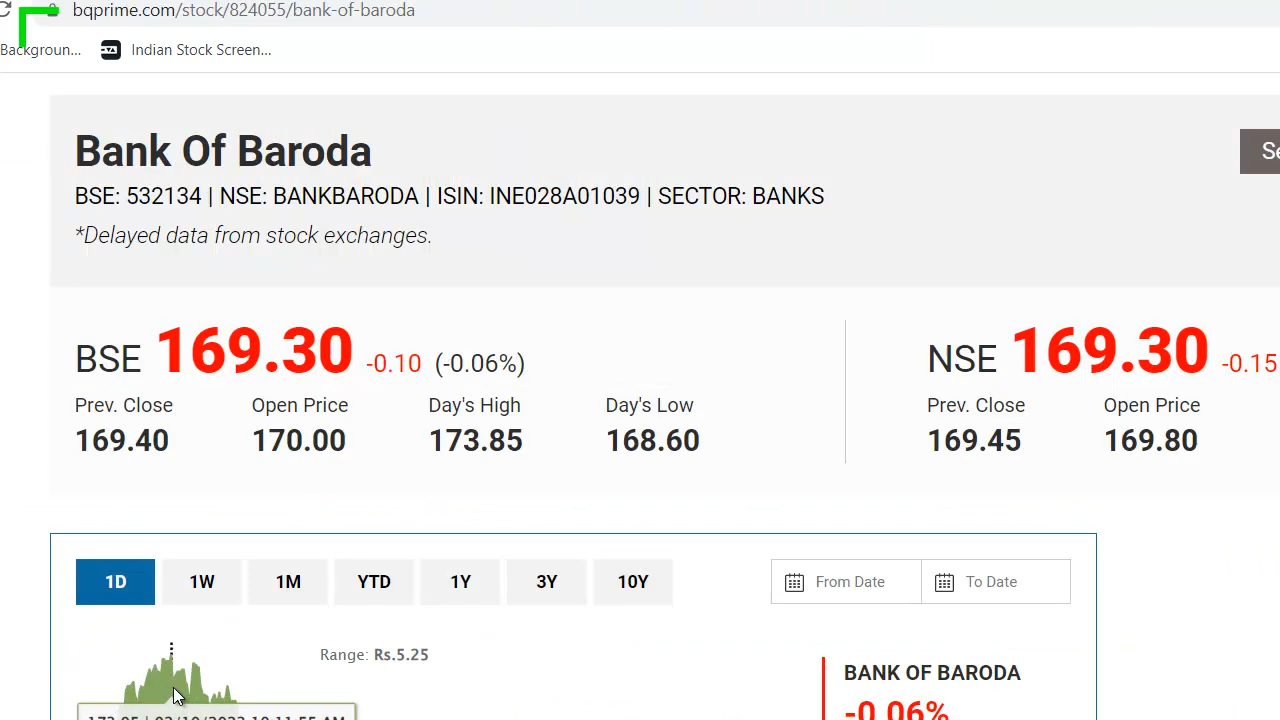 bqprime.com/stock/824055/bank-of-baroda
Backgroun... Indian Stock Screen...
Bank Of Baroda
BSE: 532134 | NSE: BANKBARODA | ISIN: INE028A01039 | SECTOR: BANKS
*Delayed data from stock exchanges.
BSE 169.30 -0.10 (-0.06%)
Prev. Close Open Price Day's High Day's Low
169.40 170.00 173.85 168.60
NSE 169.30 -0.15
Prev. Close Open Price
169.45 169.80
1D 1W 1M YTD 1Y 3Y 10Y From Date To Date
Range: Rs.5.25
BANK OF BARODA
-0.06%